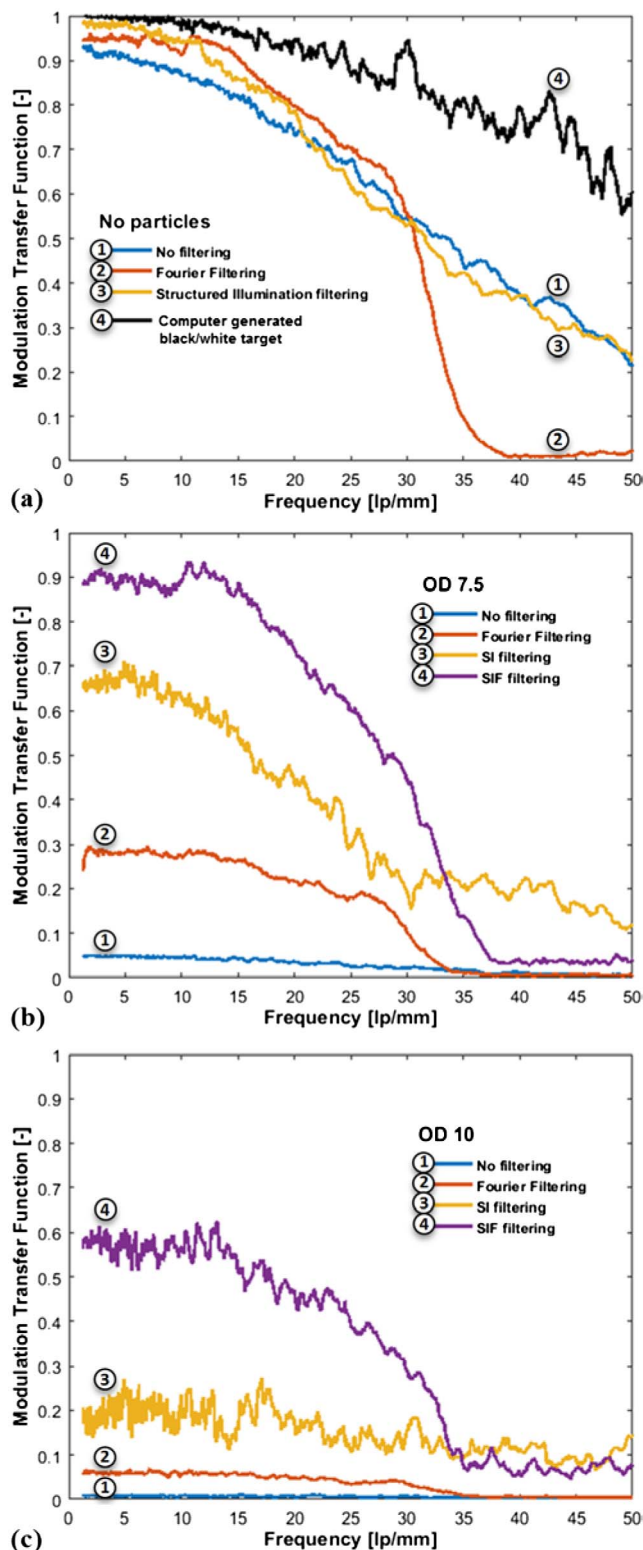 Modulation Transfer Function [-]
1
0.9
0.8
0.7
0.6
0.5
0.4
0.3
0.2
0.1
0
4
No particles
1 No filtering
2 Fourier Filtering
3 Structured Illumination filtering
4 Computer generated
black/white target
1
3
2
0 5 10 15 20 25 30 35 40 45 50
Frequency [lp/mm]
(a)
Modulation Transfer Function [-]
1
0.9
0.8
0.7
0.6
0.5
0.4
0.3
0.2
0.1
0
4
3
2
1
OD 7.5
1 No filtering
2 Fourier Filtering
3 SI filtering
4 SIF filtering
0 5 10 15 20 25 30 35 40 45 50
Frequency [lp/mm]
(b)
Modulation Transfer Function [-]
1
0.9
0.8
0.7
0.6
0.5
0.4
0.3
0.2
0.1
0
4
3
2
1
OD 10
1 No filtering
2 Fourier Filtering
3 SI filtering
4 SIF filtering
0 5 10 15 20 25 30 35 40 45 50
Frequency [lp/mm]
(c)